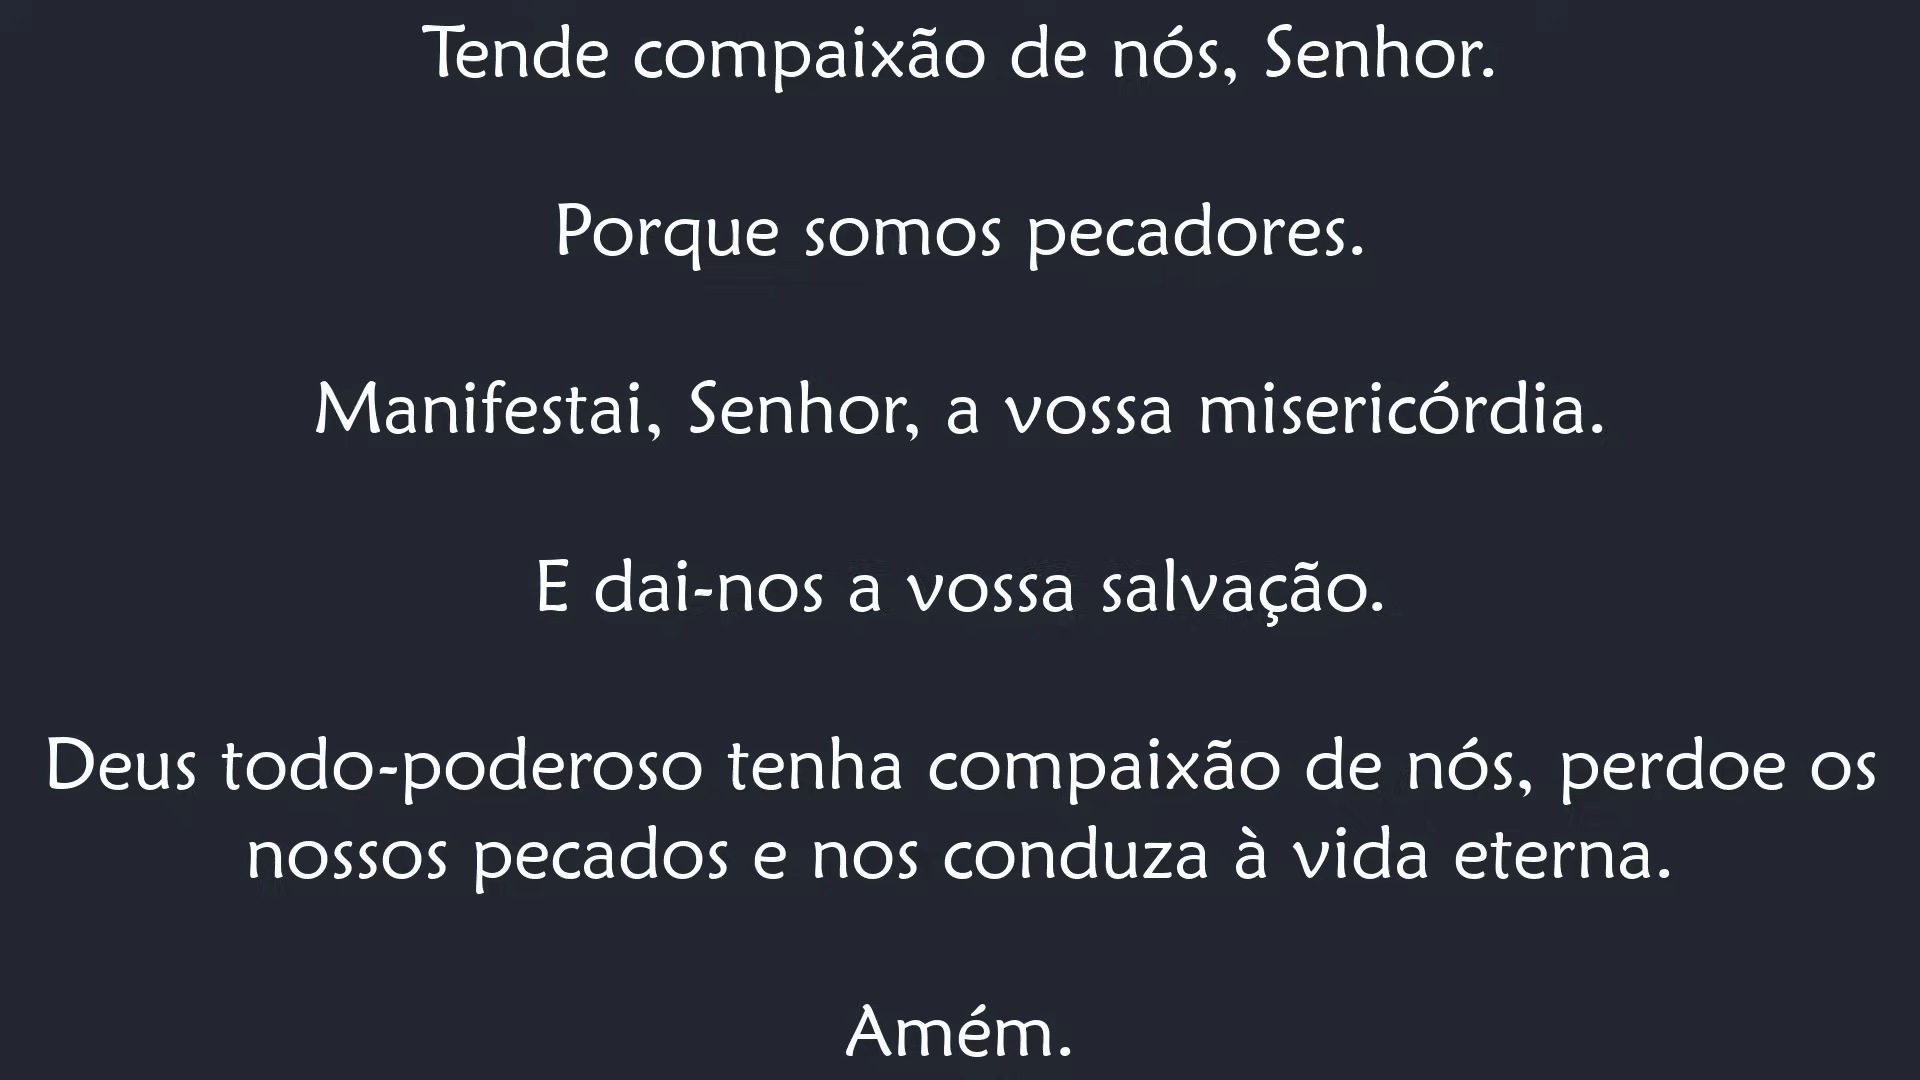 Tende compaixão de nós, Senhor.
Porque somos pecadores.
Manifestai, Senhor, a vossa misericórdia.
E dai-nos a vossa salvação.
Deus todo-poderoso tenha compaixão de nós, perdoe os
nossos pecados e nos conduza à vida eterna.
Amém.